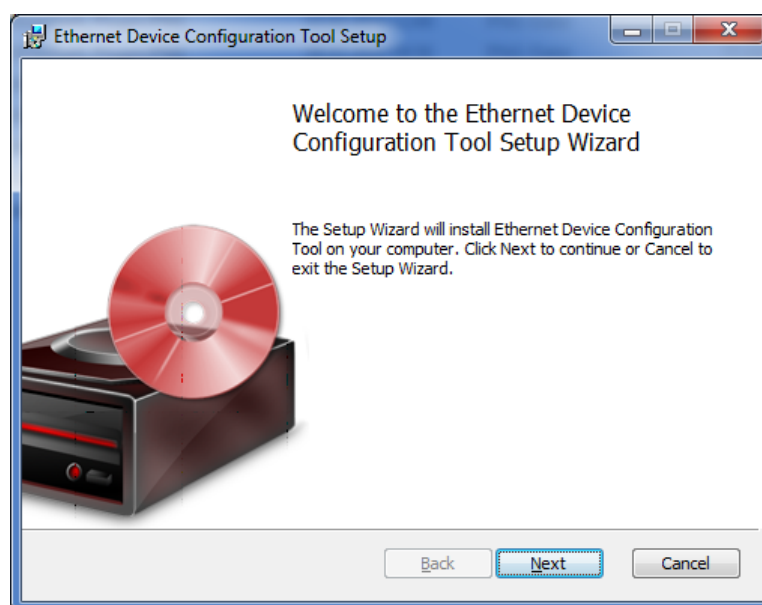 Ethernet Device Configuration Tool Setup
Welcome to the Ethernet Device
Configuration Tool Setup Wizard
The Setup Wizard will install Ethernet Device Configuration
Tool on your computer. Click Next to continue or Cancel to
exit the Setup Wizard.
Back Next Cancel